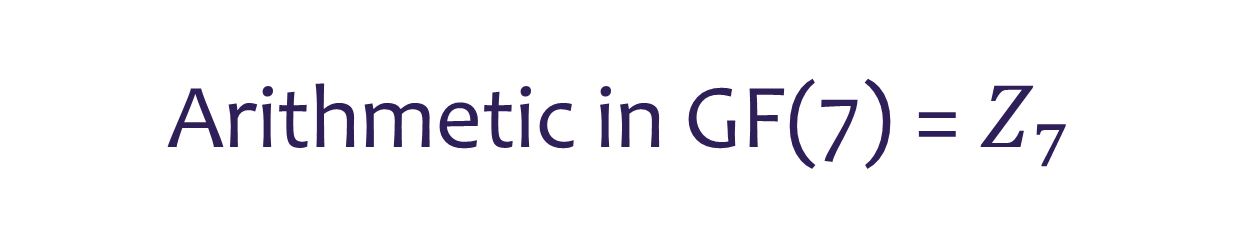 Arithmetic in GF(7) = Z₇